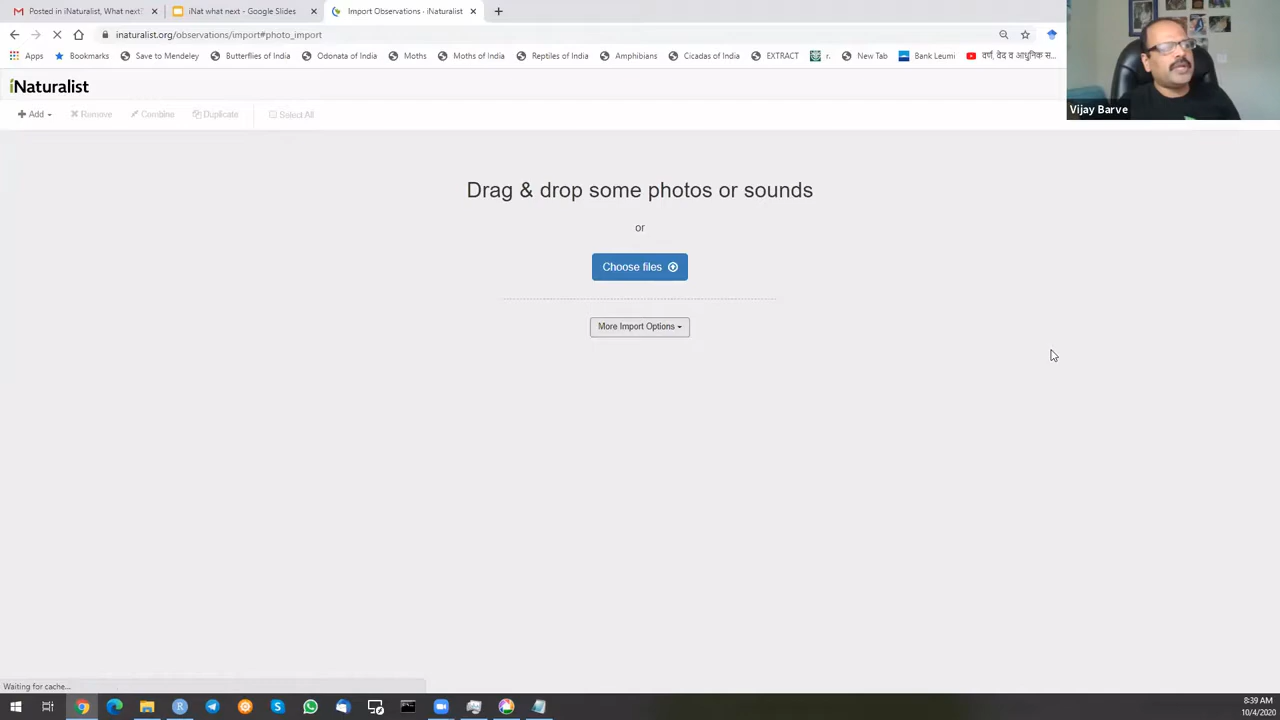 Posted in iNaturalist, What next?
iNat what next - Google Slides
Import Observations · iNaturalist
inaturalist.org/observations/import#photo_import
Apps
Bookmarks
Save to Mendeley
Butterflies of India
Odonata of India
Moths
Moths of India
Reptiles of India
Amphibians
Cicadas of India
EXTRACT
r.
New Tab
Bank Leumi
वर्ण, वेद व आधुनिक स...
iNaturalist
Add
Remove
Combine
Duplicate
Select All
Vijay Barve
Drag & drop some photos or sounds
or
Choose files
More Import Options
Waiting for cache...
8:39 AM
10/4/2020